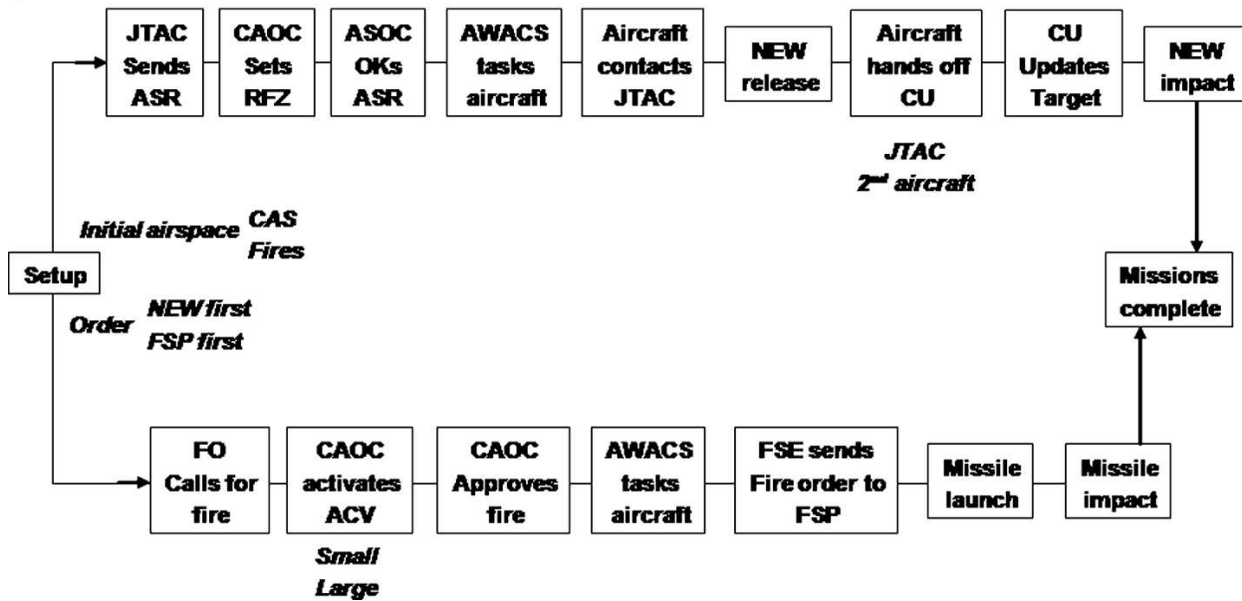 JTAC
Sends
ASR
CAOC
Sets
RFZ
ASOC
OKs
ASR
AWACS
tasks
aircraft
Aircraft
contacts
JTAC
NEW
release
Aircraft
hands off
CU
CU
Updates
Target
NEW
impact
JTAC
2nd aircraft
Initial airspace
CAS
Fires
Setup
Order
NEW first
FSP first
Missions
complete
FO
Calls for
fire
CAOC
activates
ACV
CAOC
Approves
fire
AWACS
tasks
aircraft
FSE sends
Fire order to
FSP
Missile
launch
Missile
impact
Small
Large